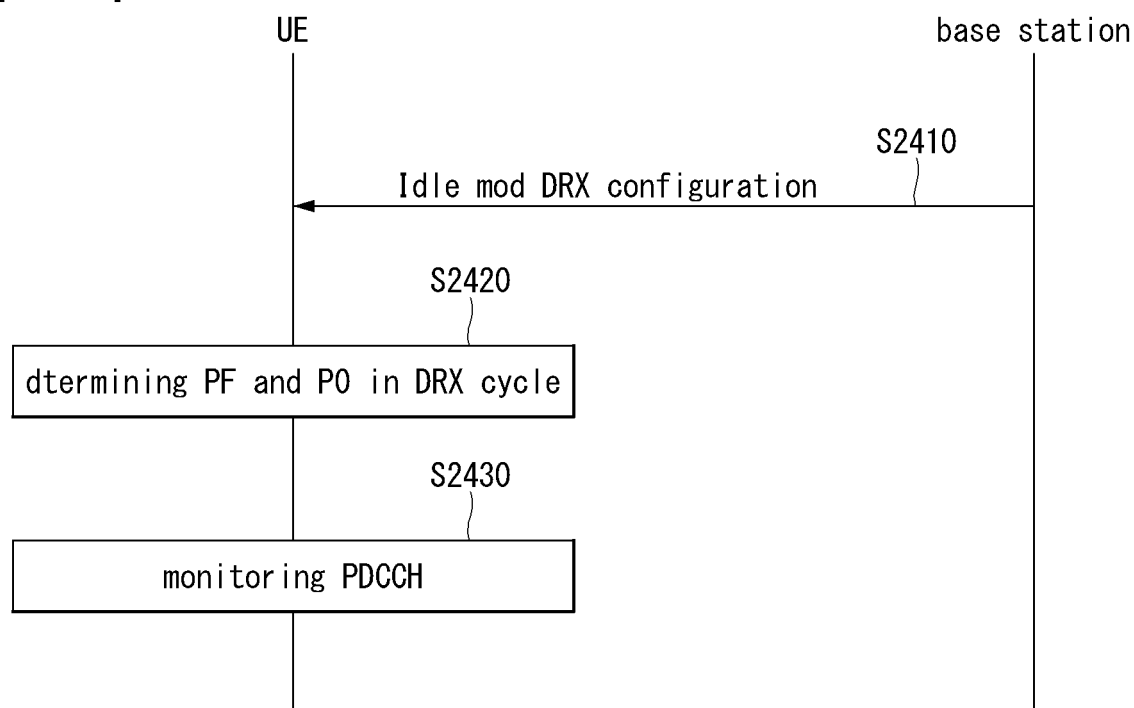 UE
base station
S2410
Idle mod DRX configuration
S2420
dtermining PF and PO in DRX cycle
S2430
monitoring PDCCH